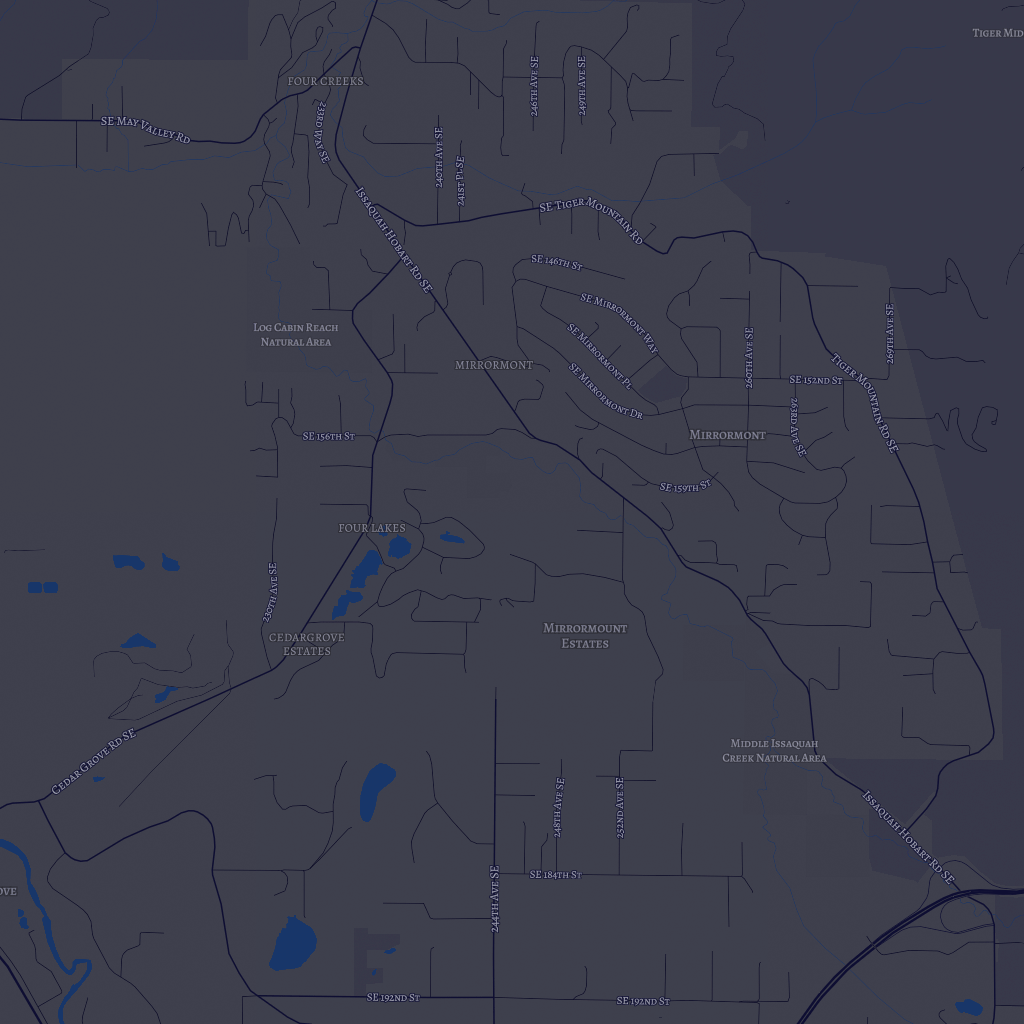 Tiger Mid
FOUR CREEKS
246th Ave SE
249th Ave SE
SE May Valley Rd
233rd Way SE
240th Ave SE
241st Pl SE
SE Tiger Mountain Rd
Issaquah Hobart Rd SE
SE 146th St
SE Mirrormont Way
Log Cabin Reach
Natural Area
SE Mirrormont Pl
260th Ave SE
269th Ave SE
MIRRORMONT
SE Mirrormont Dr
SE 152nd St
Tiger Mountain Rd SE
263rd Ave SE
SE 156th St
Mirrormont
SE 159th St
FOUR LAKES
230th Ave SE
CEDARGROVE
ESTATES
Mirrormount
Estates
Cedar Grove Rd SE
Middle Issaquah
Creek Natural Area
248th Ave SE
252nd Ave SE
Issaquah Hobart Rd SE
SE 184th St
OVE
244th Ave SE
SE 192nd St
SE 192nd St